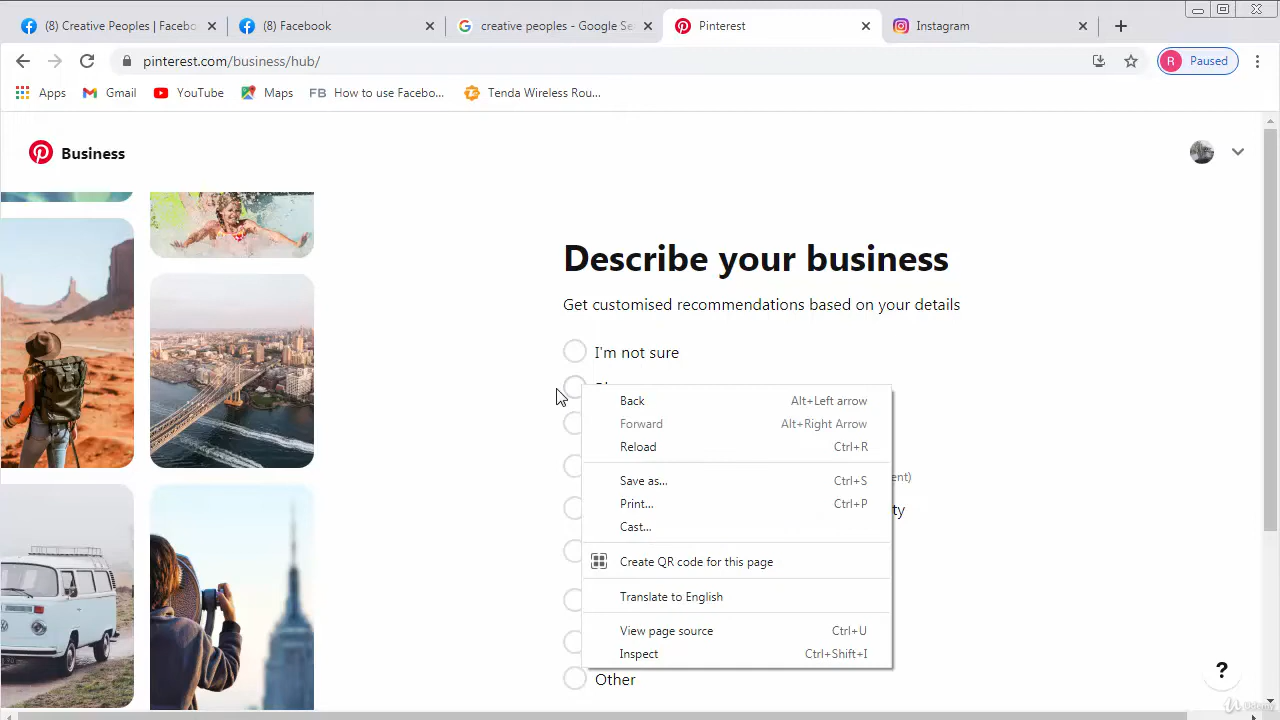 (8) Creative Peoples | Facebo
(8) Facebook
creative peoples - Google Se
Pinterest
Instagram
pinterest.com/business/hub/
R
Paused
Apps
Gmail
YouTube
Maps
FB
How to use Facebo...
Tenda Wireless Rou...
Business
Describe your business
Get customised recommendations based on your details
I'm not sure
Back
Alt+Left arrow
Forward
Alt+Right Arrow
Reload
Ctrl+R
Save as...
Ctrl+S
ent)
Print...
Ctrl+P
ty
Cast...
Create QR code for this page
Translate to English
View page source
Ctrl+U
Inspect
Ctrl+Shift+I
Other
?
Udemy